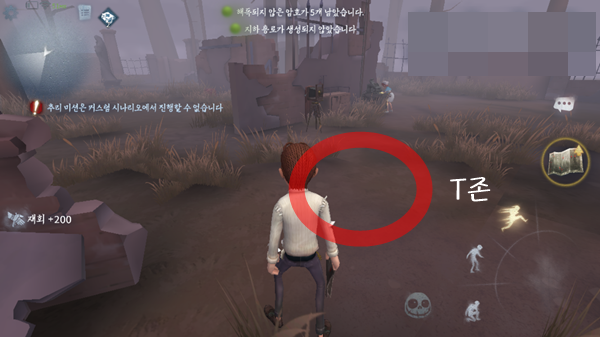 해독되지 않은 암호가 5개 남았습니다.
지하 통로가 생성되지 않았습니다.
추리 미션은 커스텀 시나리오에서 진행할 수 없습니다
T존
재회 +200